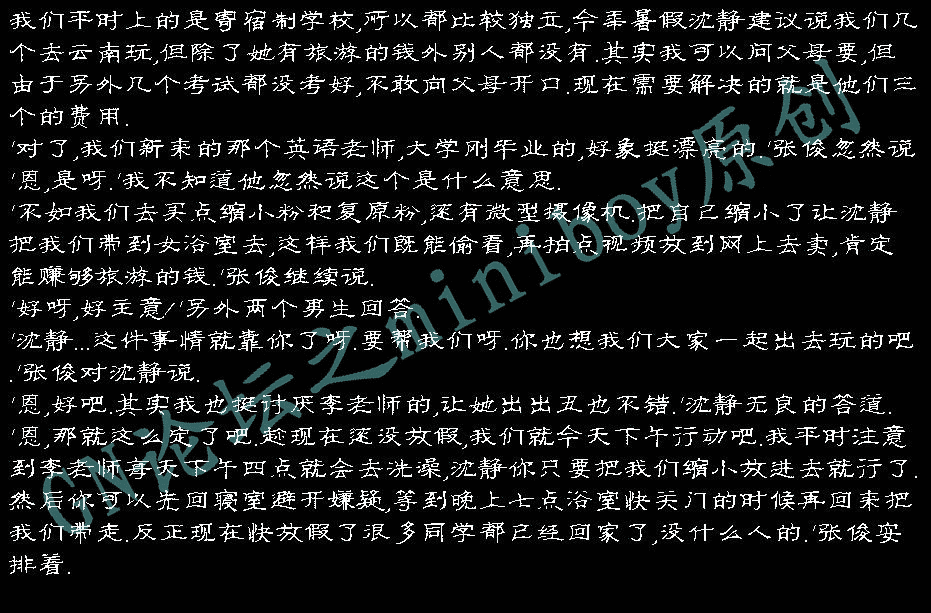 我们平时上的是寄宿制学校,所以都比较独立,今年暑假沈静建议说我们几
个去云南玩,但除了她有旅游的钱外别人都没有.其实我可以问父母要,但
由于另外几个考试都没考好,不敢向父母开口.现在需要解决的就是他们三
个的费用.
'对了,我们新来的那个英语老师,大学刚毕业的,好象挺漂亮的.'张俊忽然说
'恩,是呀.'我不知道他忽然说这个是什么意思.
'不如我们去买点缩小粉和复原粉,还有微型摄像机.把自己缩小了让沈静
把我们带到女浴室去,这样我们既能偷看,再拍点视频放到网上去卖,肯定
能赚够旅游的钱.'张俊继续说.
'好呀,好主意!'另外两个男生回答.
'沈静...这件事情就靠你了呀.要帮我们呀.你也想我们大家一起出去玩的吧
.'张俊对沈静说.
'恩,好吧.其实我也挺讨厌李老师的,让她出出丑也不错.'沈静无良的答道.
'恩,那就这么定了吧.趁现在还没放假,我们就今天下午行动吧.我平时注意
到李老师每天下午四点就会去洗澡,沈静你只要把我们缩小放进去就行了.
然后你可以先回寝室避开嫌疑,等到晚上七点浴室快关门的时候再回来把
我们带走.反正现在快放假了很多同学都已经回家了,没什么人的.'张俊安
排着.
CN论坛之miniboy原创